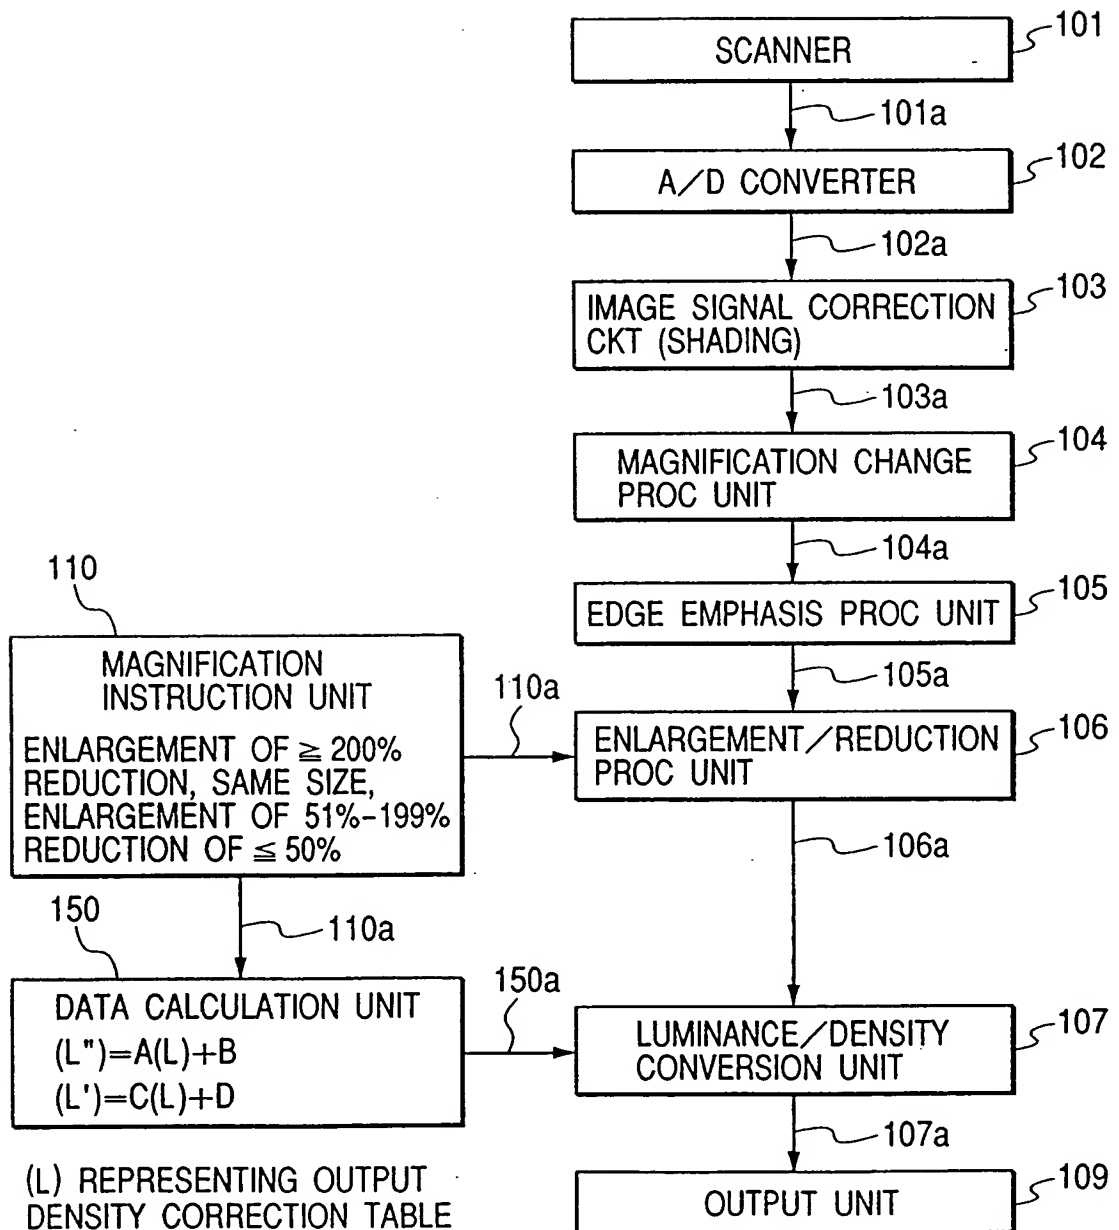 SCANNER
101
101a
A/D CONVERTER
102
102a
IMAGE SIGNAL CORRECTION
CKT (SHADING)
103
103a
MAGNIFICATION CHANGE
PROC UNIT
104
104a
EDGE EMPHASIS PROC UNIT
105
105a
110
MAGNIFICATION
INSTRUCTION UNIT
ENLARGEMENT OF ≧ 200%
REDUCTION, SAME SIZE,
ENLARGEMENT OF 51%-199%
REDUCTION OF ≦ 50%
110a
ENLARGEMENT/REDUCTION
PROC UNIT
106
106a
110a
150
DATA CALCULATION UNIT
(L")=A(L)+B
(L')=C(L)+D
150a
LUMINANCE/DENSITY
CONVERSION UNIT
107
107a
(L) REPRESENTING OUTPUT
DENSITY CORRECTION TABLE
OUTPUT UNIT
109